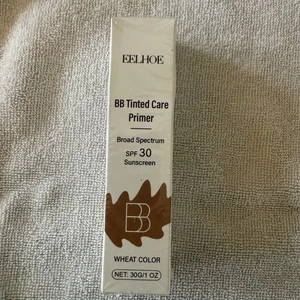 EELHOE
BB Tinted Care
Primer
Broad Spectrum
SPF 30
Sunscreen
BB
WHEAT COLOR
NET: 30G/1 OZ